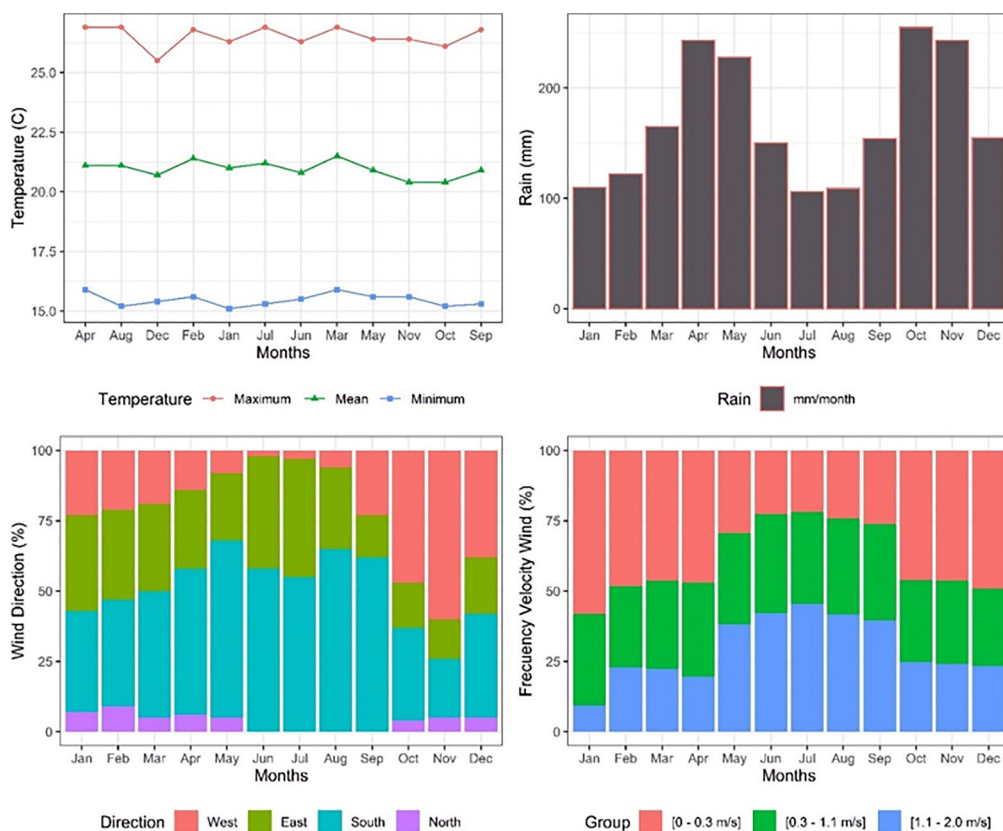 Temperature (C)
25.0
22.5
20.0
17.5
15.0
Apr Aug Dec Feb Jan Jul Jun Mar May Nov Oct Sep
Months
Temperature Maximum Mean Minimum
Rain (mm)
200
100
0
Jan Feb Mar Apr May Jun Jul Aug Sep Oct Nov Dec
Months
Rain mm/month
Wind Direction (%)
100
75
50
25
0
Jan Feb Mar Apr May Jun Jul Aug Sep Oct Nov Dec
Months
Direction West East South North
Frecuency Velocity Wind (%)
100
75
50
25
0
Jan Feb Mar Apr May Jun Jul Aug Sep Oct Nov Dec
Months
Group [0 - 0.3 m/s] [0.3 - 1.1 m/s] [1.1 - 2.0 m/s]